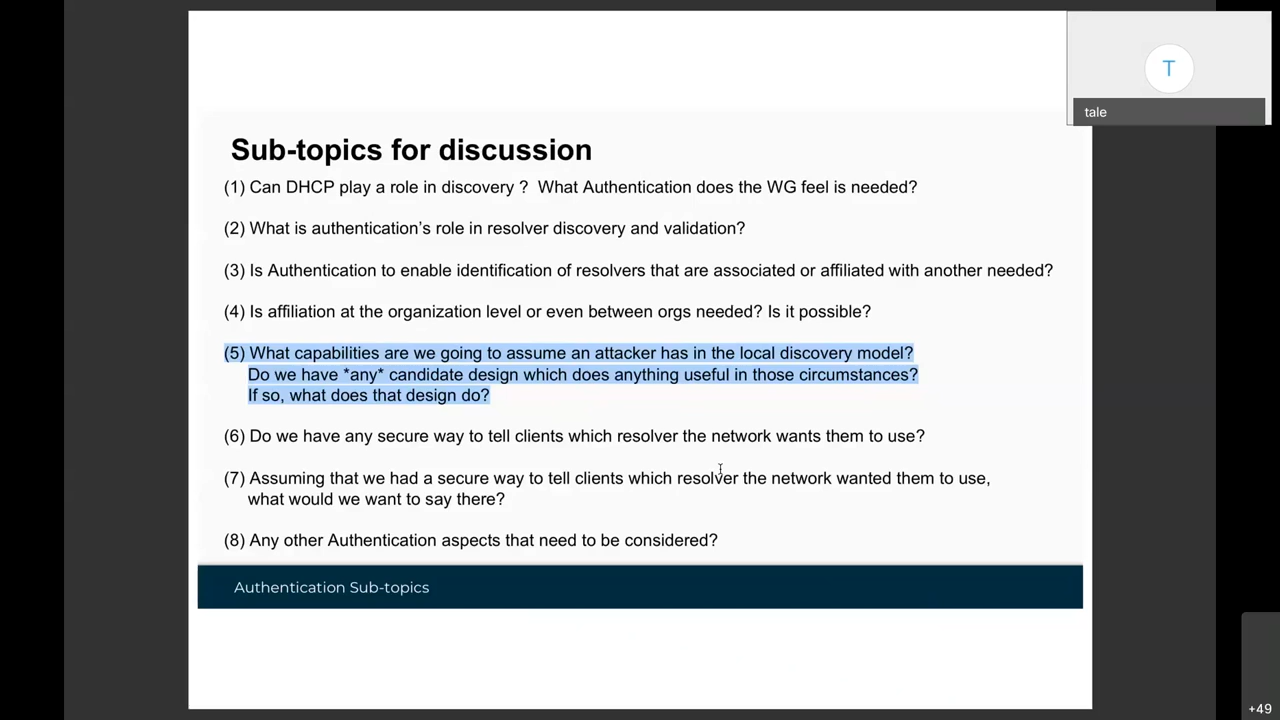 T
tale
Sub-topics for discussion
(1) Can DHCP play a role in discovery ?  What Authentication does the WG feel is needed?
(2) What is authentication's role in resolver discovery and validation?
(3) Is Authentication to enable identification of resolvers that are associated or affiliated with another needed?
(4) Is affiliation at the organization level or even between orgs needed? Is it possible?
(5) What capabilities are we going to assume an attacker has in the local discovery model?
Do we have *any* candidate design which does anything useful in those circumstances?
If so, what does that design do?
(6) Do we have any secure way to tell clients which resolver the network wants them to use?
(7) Assuming that we had a secure way to tell clients which resolver the network wanted them to use,
what would we want to say there?
(8) Any other Authentication aspects that need to be considered?
Authentication Sub-topics
+49